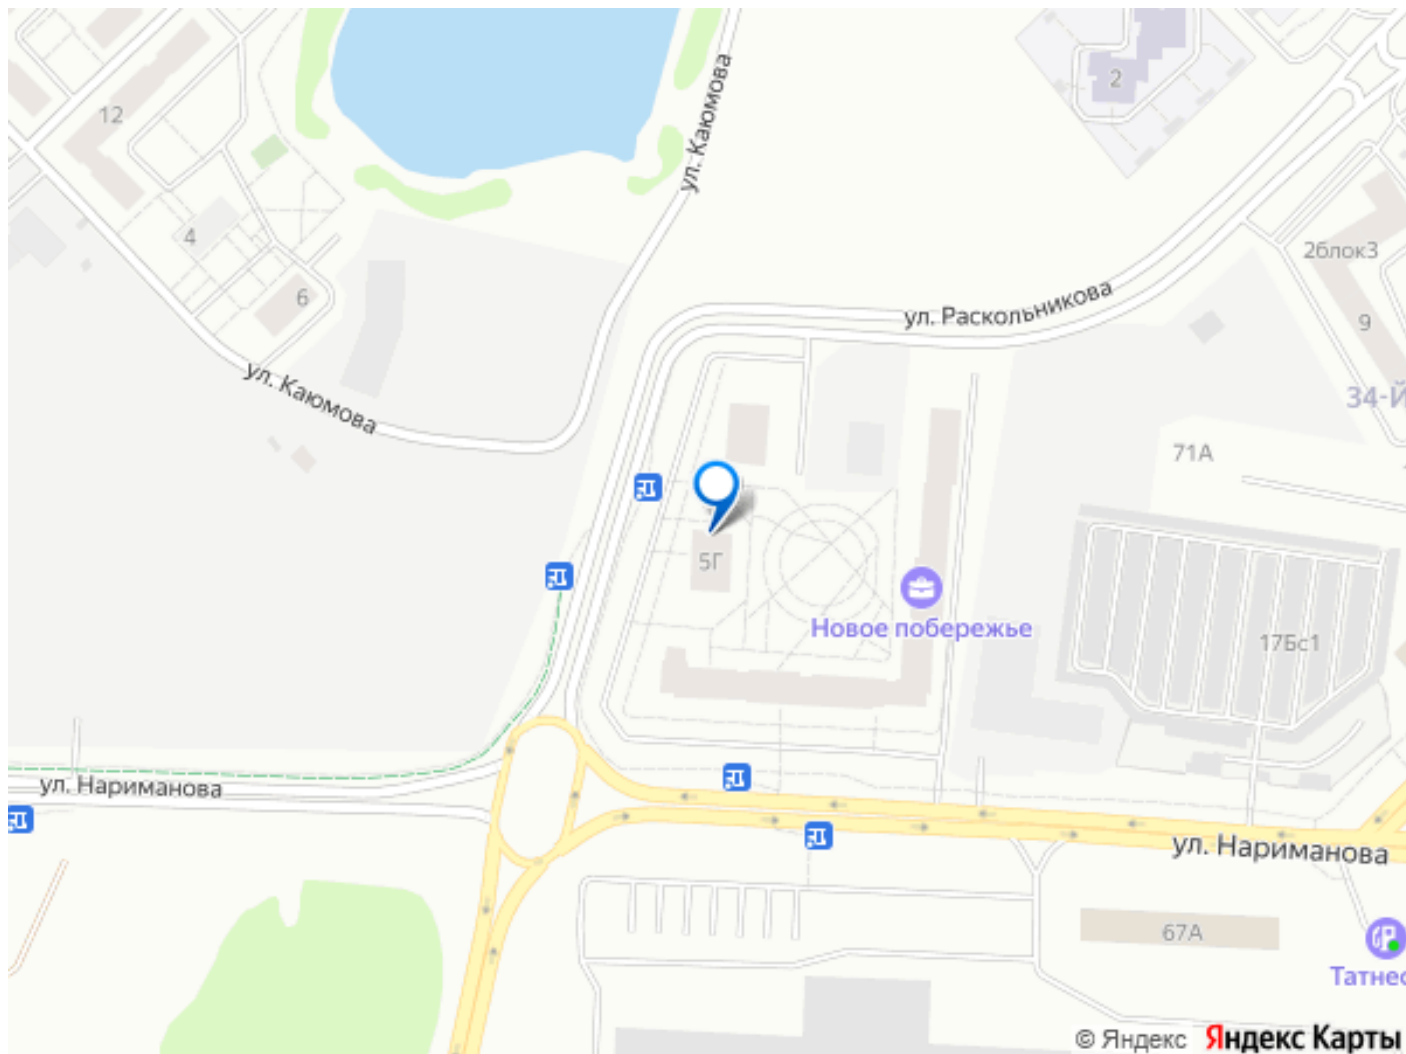 ул. Каюмова
2
12
4
2блок3
6
ул. Раскольникова
9
ул. Каюмова
34-Й
71А
5Г
Новое побережье
17Бс1
ул. Нариманова
ул. Нариманова
67А
Татнес
© Яндекс Яндекс Карты